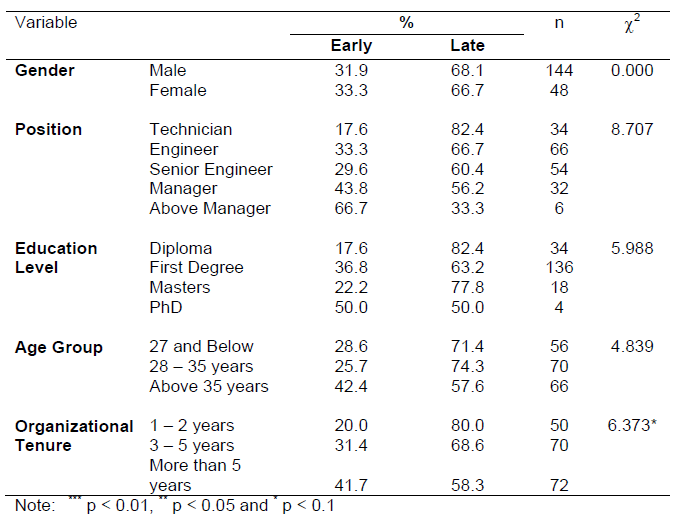 Variable % n χ²
Early Late
Gender Male 31.9 68.1 144 0.000
Female 33.3 66.7 48
Position Technician 17.6 82.4 34 8.707
Engineer 33.3 66.7 66
Senior Engineer 29.6 60.4 54
Manager 43.8 56.2 32
Above Manager 66.7 33.3 6
Education Diploma 17.6 82.4 34 5.988
Level First Degree 36.8 63.2 136
Masters 22.2 77.8 18
PhD 50.0 50.0 4
Age Group 27 and Below 28.6 71.4 56 4.839
28 – 35 years 25.7 74.3 70
Above 35 years 42.4 57.6 66
Organizational 1 – 2 years 20.0 80.0 50 6.373*
Tenure 3 – 5 years 31.4 68.6 70
More than 5
years 41.7 58.3 72
Note: *** p < 0.01, ** p < 0.05 and * p < 0.1